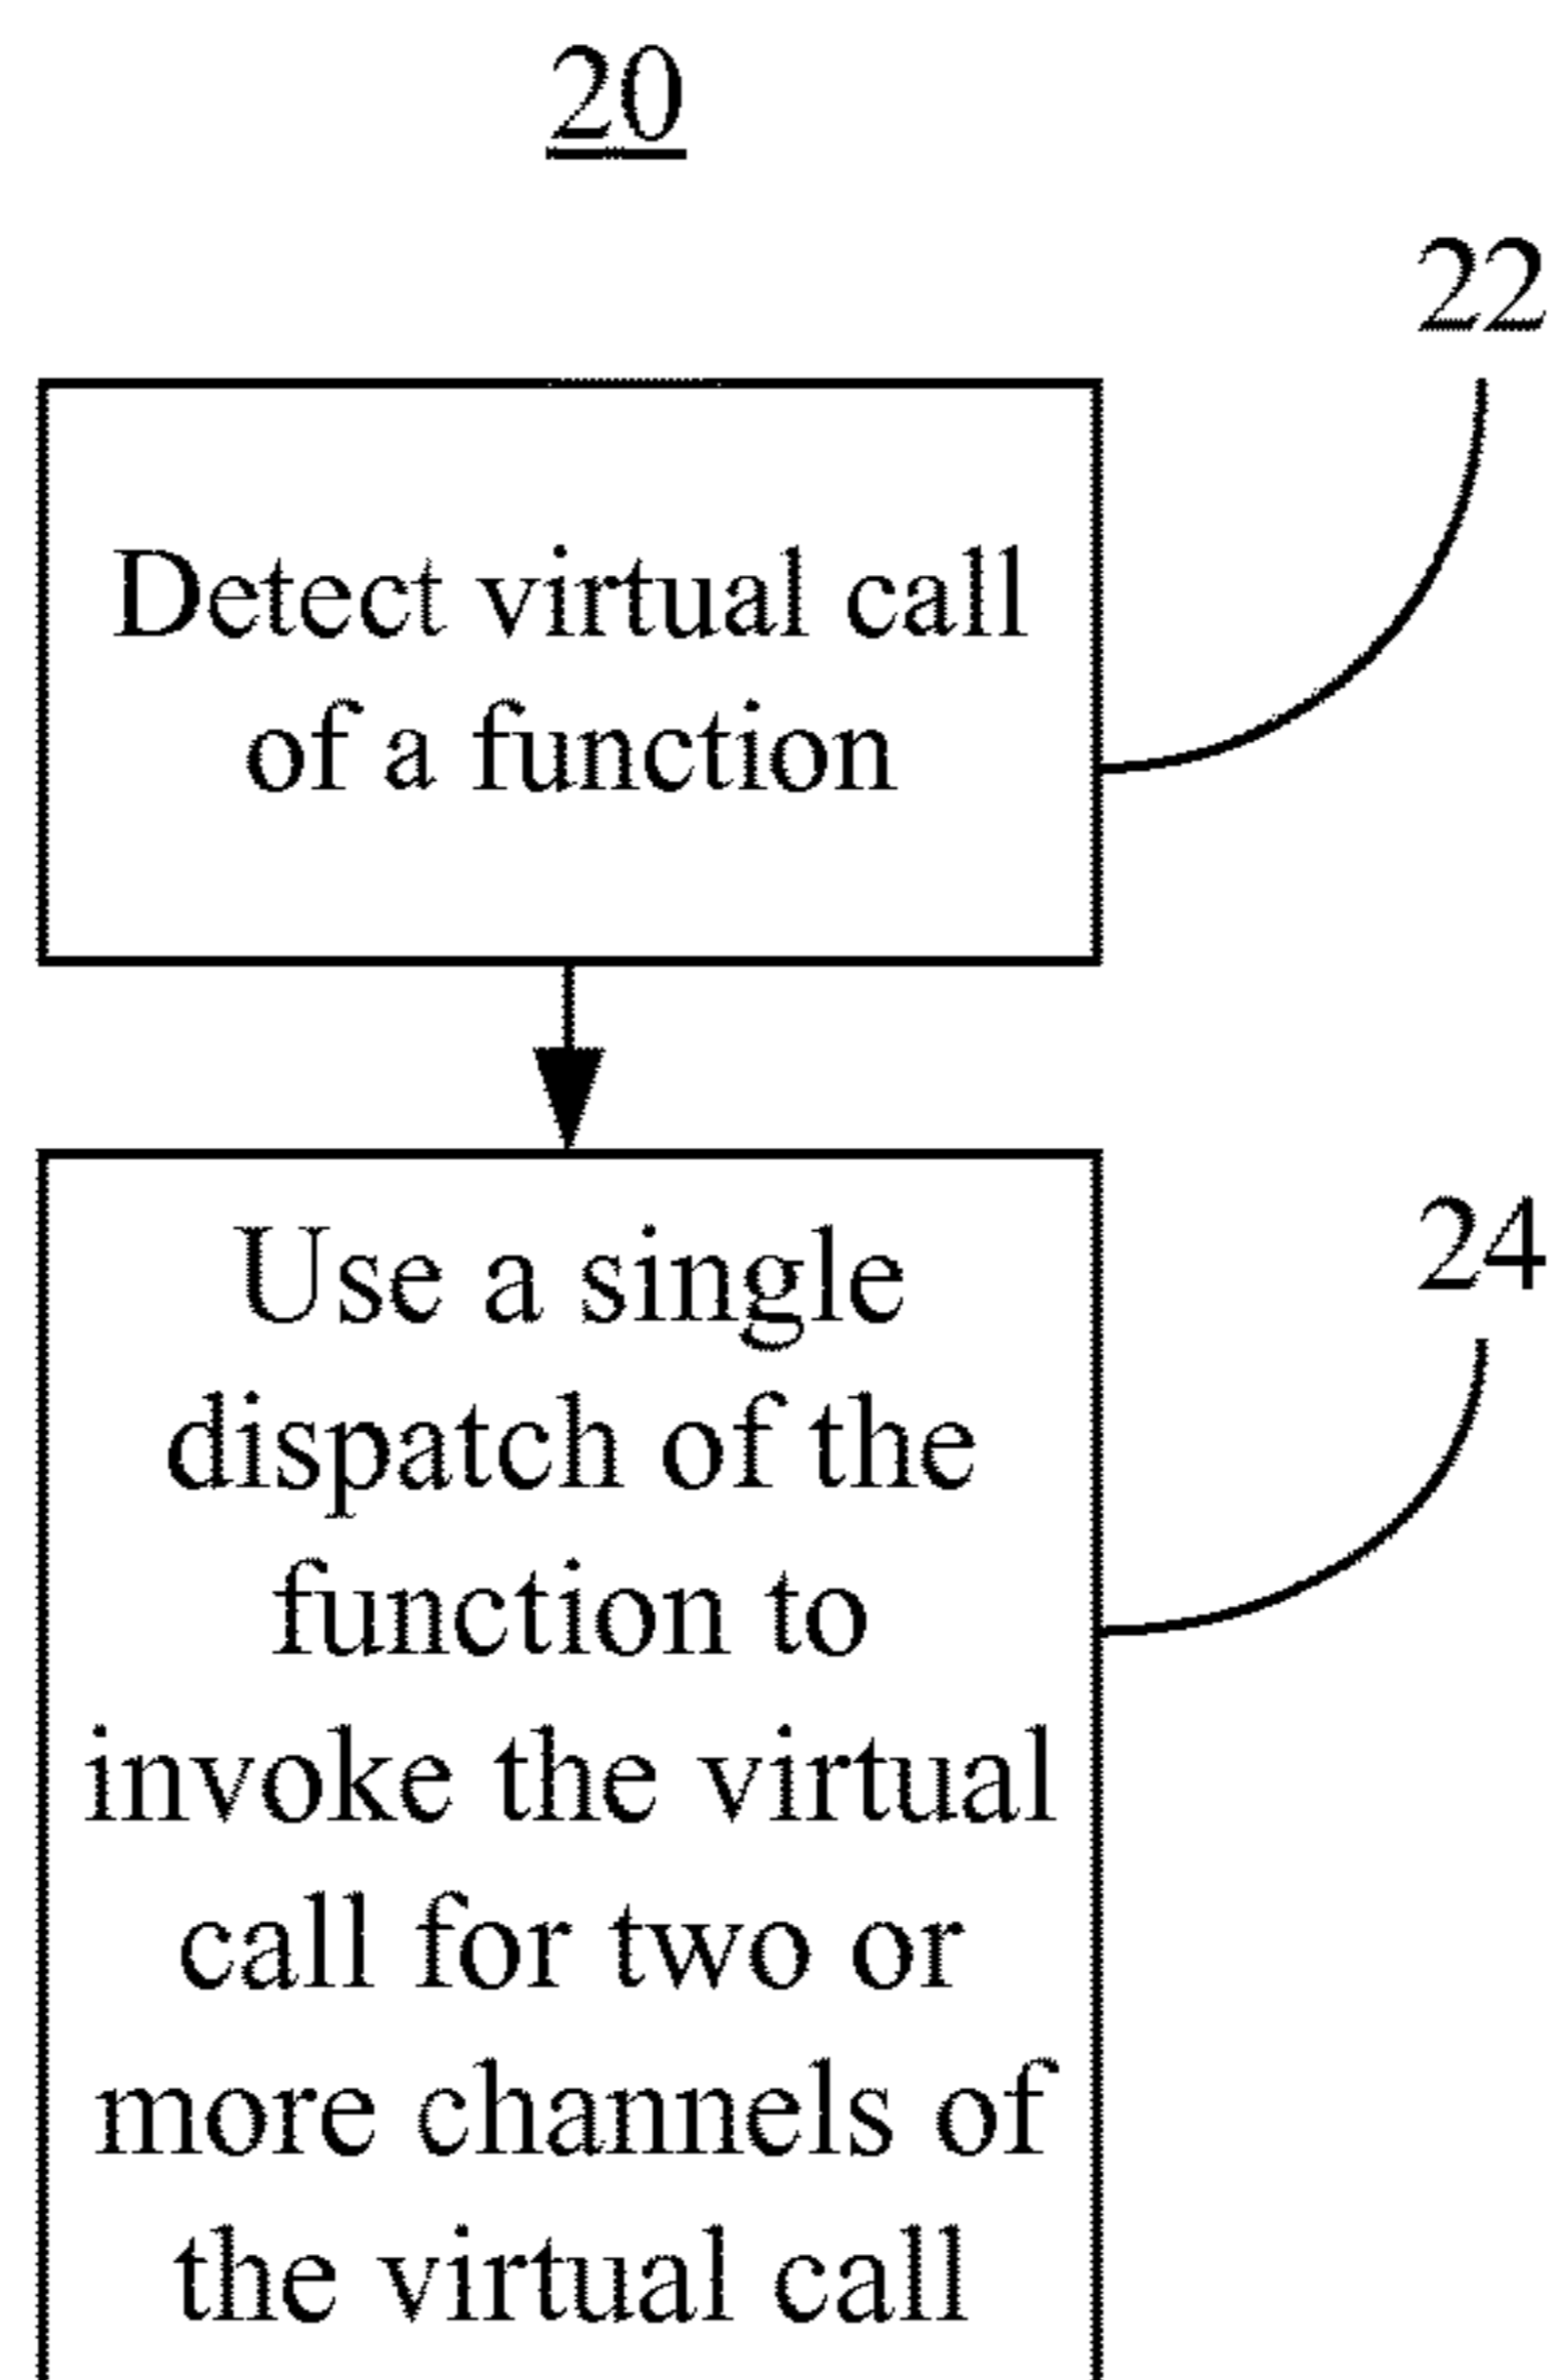 20
22
Detect virtual call
of a function
24
Use a single
dispatch of the
function to
invoke the virtual
call for two or
more channels of
the virtual call